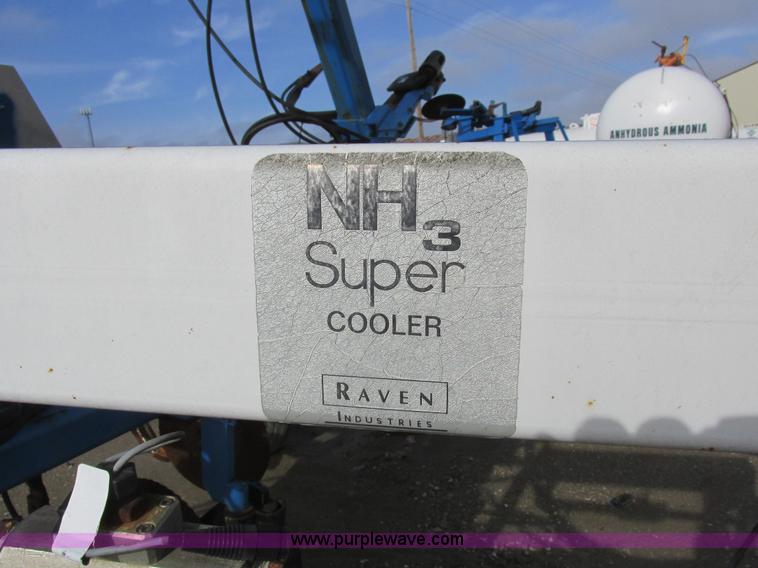 ANHYDROUS AMMONIA
NH3
Super
COOLER
RAVEN
INDUSTRIES
www.purplewave.com